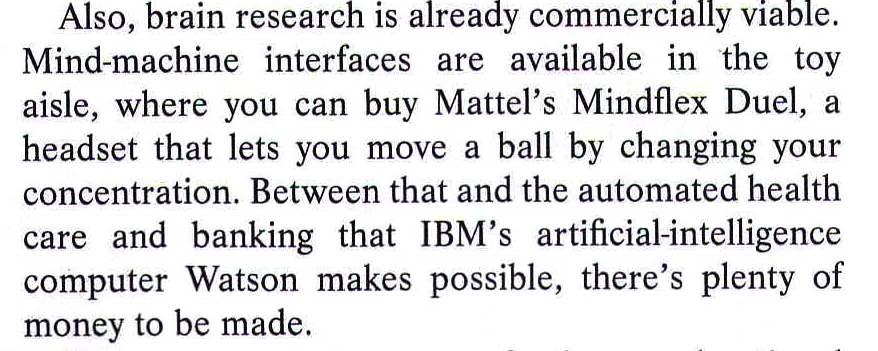 Also, brain research is already commercially viable.
Mind-machine interfaces are available in the toy
aisle, where you can buy Mattel's Mindflex Duel, a
headset that lets you move a ball by changing your
concentration. Between that and the automated health
care and banking that IBM's artificial-intelligence
computer Watson makes possible, there's plenty of
money to be made.